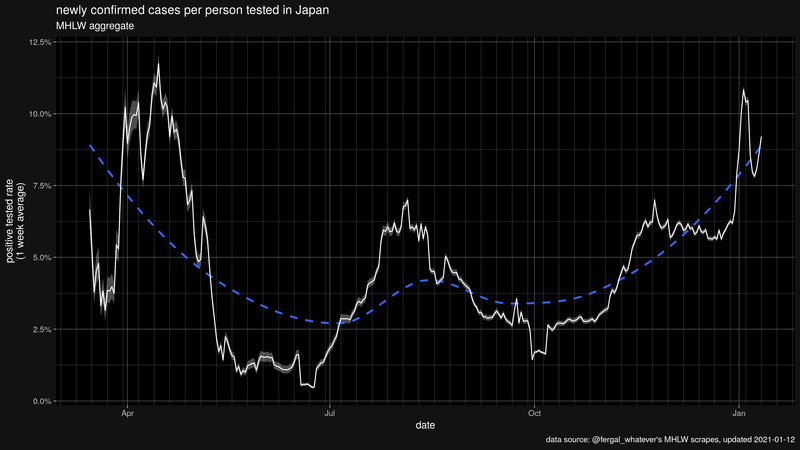 newly confirmed cases per person tested in Japan
MHLW aggregate
12.5%
10.0%
7.5%
5.0%
2.5%
0.0%
positive tested rate
(1 week average)
Apr
Jul
Oct
Jan
date
data source: @fergal_whatever's MHLW scrapes, updated 2021-01-12